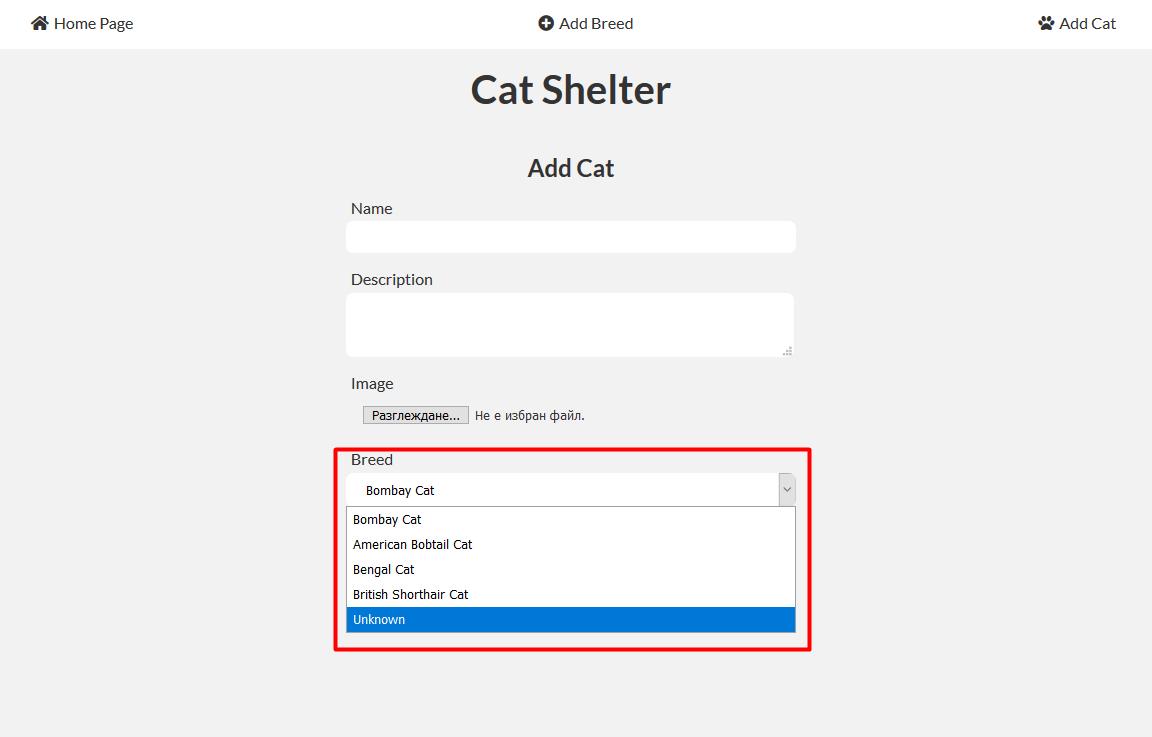 Home Page
Add Breed
Add Cat
Cat Shelter
Add Cat
Name
Description
Image
Разглеждане... Не е избран файл.
Breed
Bombay Cat
Bombay Cat
American Bobtail Cat
Bengal Cat
British Shorthair Cat
Unknown